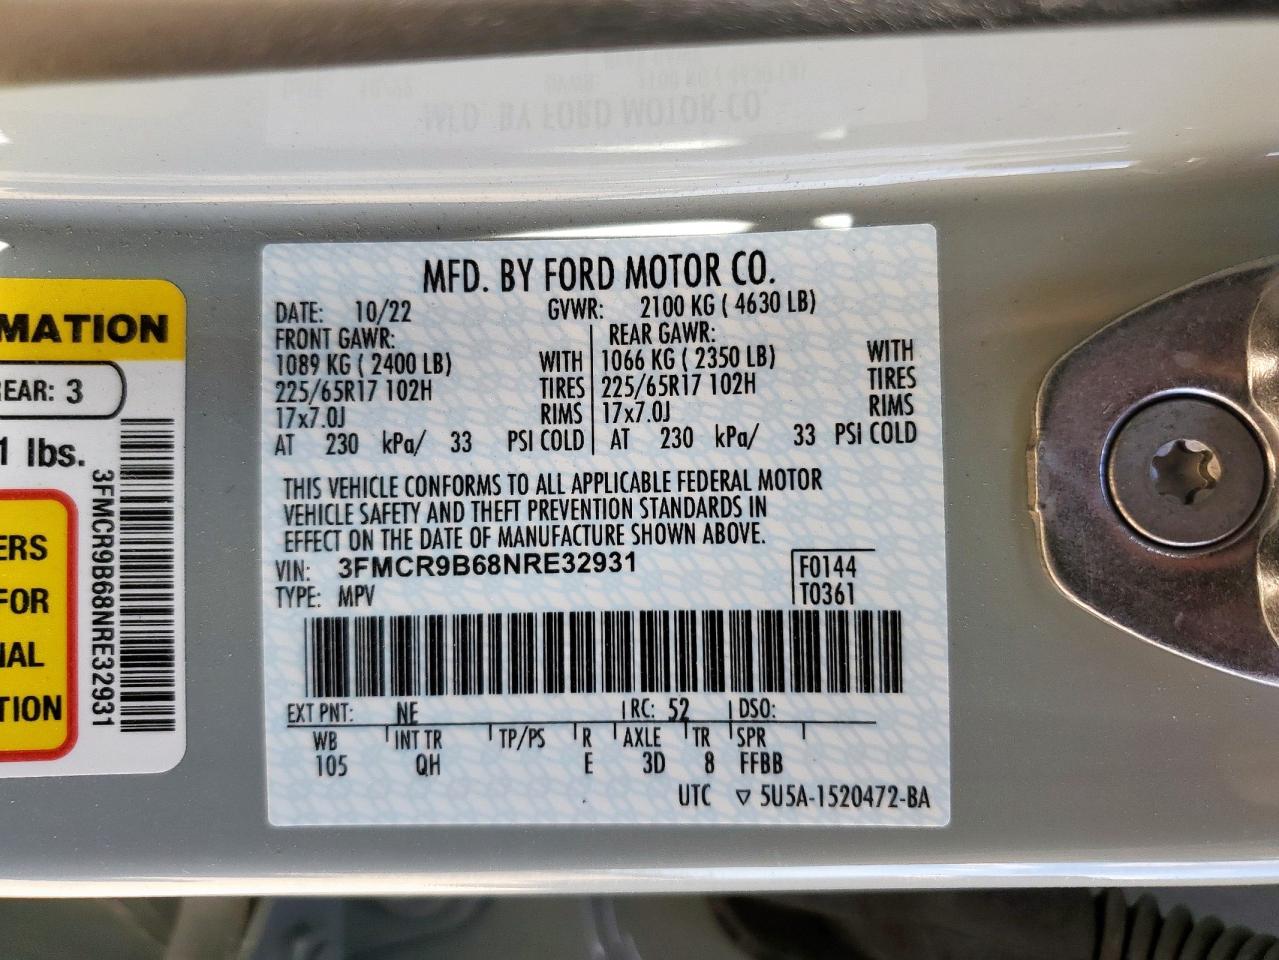 MFD. BY FORD MOTOR CO.
DATE: 10/22 GVWR: 2100 KG ( 4630 LB)
FRONT GAWR: REAR GAWR:
1089 KG ( 2400 LB) WITH 1066 KG ( 2350 LB) WITH
225/65R17 102H TIRES 225/65R17 102H TIRES
17x7.0J RIMS 17x7.0J RIMS
AT 230 kPa/ 33 PSI COLD AT 230 kPa/ 33 PSI COLD
THIS VEHICLE CONFORMS TO ALL APPLICABLE FEDERAL MOTOR
VEHICLE SAFETY AND THEFT PREVENTION STANDARDS IN
EFFECT ON THE DATE OF MANUFACTURE SHOWN ABOVE.
VIN: 3FMCR9B68NRE32931 F0144
TYPE: MPV T0361
EXT PNT: NE RC: 52 DSO:
WB INT TR TP/PS R AXLE TR SPR
105 QH E 3D 8 FFBB
UTC ▽ 5U5A-1520472-BA
MATION
REAR: 3
1 lbs.
3FMCR9B68NRE32931
ERS
FOR
IAL
TION